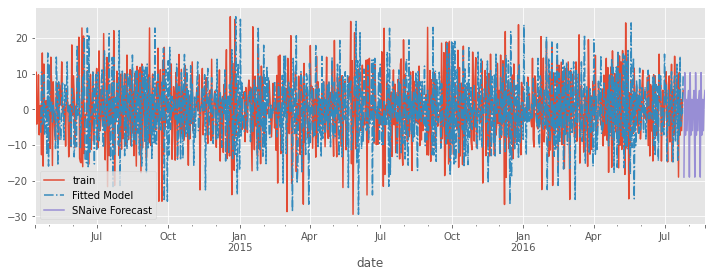 20
10
0
−10
−20
−30
train
Fitted Model
SNaive Forecast
Jul Oct Jan Apr Jul Oct Jan Apr Jul
2015 2016
date